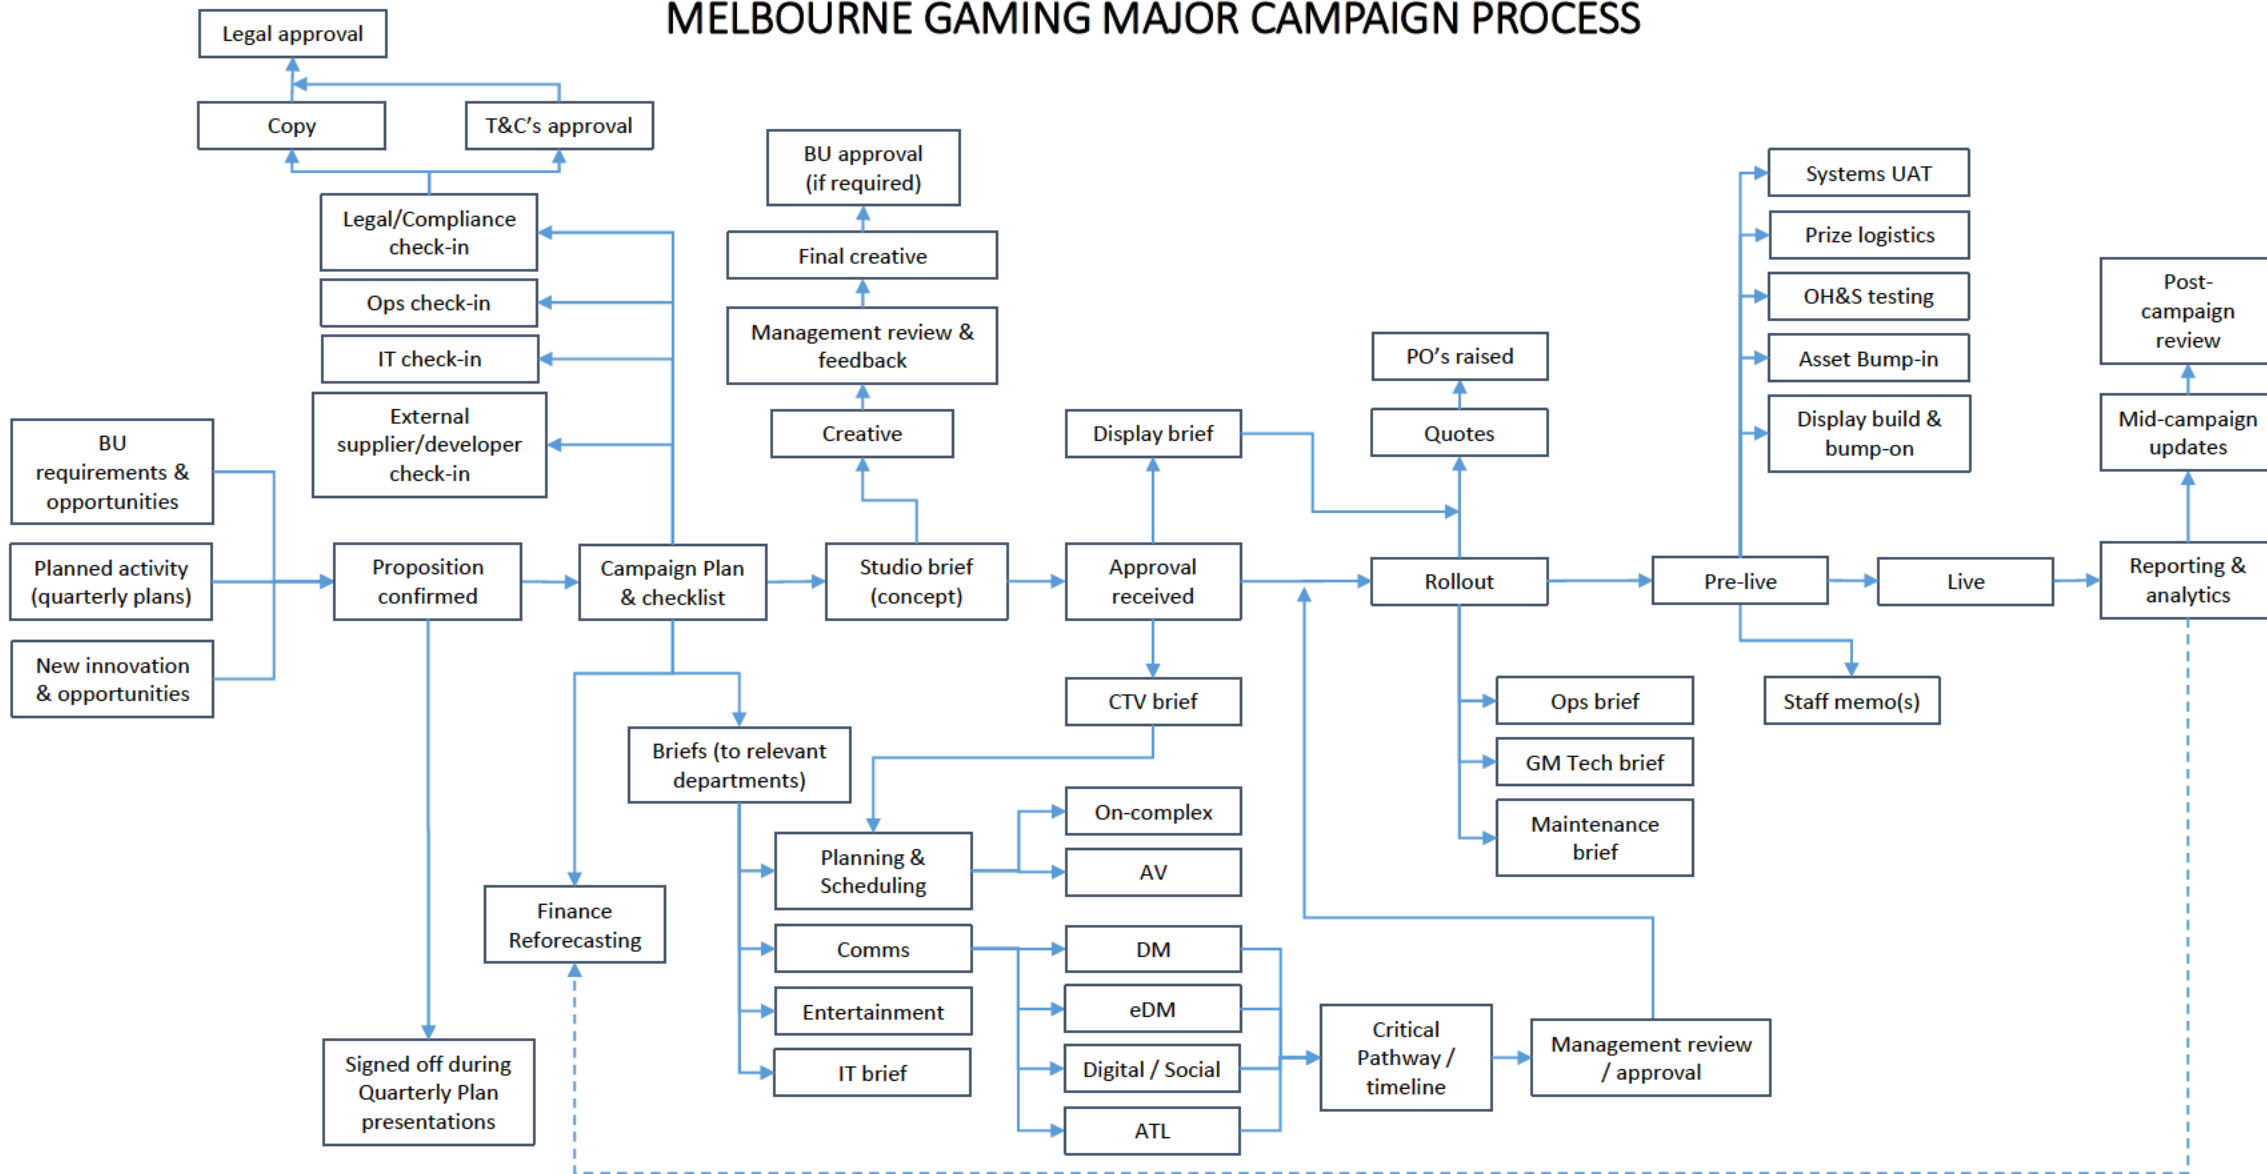 MELBOURNE GAMING MAJOR CAMPAIGN PROCESS
Legal approval
Copy
T&C's approval
Legal/Compliance
check-in
Ops check-in
IT check-in
External
supplier/developer
check-in
BU
requirements &
opportunities
Planned activity
(quarterly plans)
New innovation
& opportunities
Proposition
confirmed
Signed off during
Quarterly Plan
presentations
Campaign Plan
& checklist
Finance
Reforecasting
Briefs (to relevant
departments)
Planning &
Scheduling
Comms
Entertainment
IT brief
BU approval
(if required)
Final creative
Management review &
feedback
Creative
Studio brief
(concept)
Display brief
Approval
received
CTV brief
On-complex
AV
DM
eDM
Digital / Social
ATL
Critical
Pathway /
timeline
Management review
/ approval
PO's raised
Quotes
Rollout
Ops brief
GM Tech brief
Maintenance
brief
Systems UAT
Prize logistics
OH&S testing
Asset Bump-in
Display build &
bump-on
Pre-live
Staff memo(s)
Live
Post-
campaign
review
Mid-campaign
updates
Reporting &
analytics